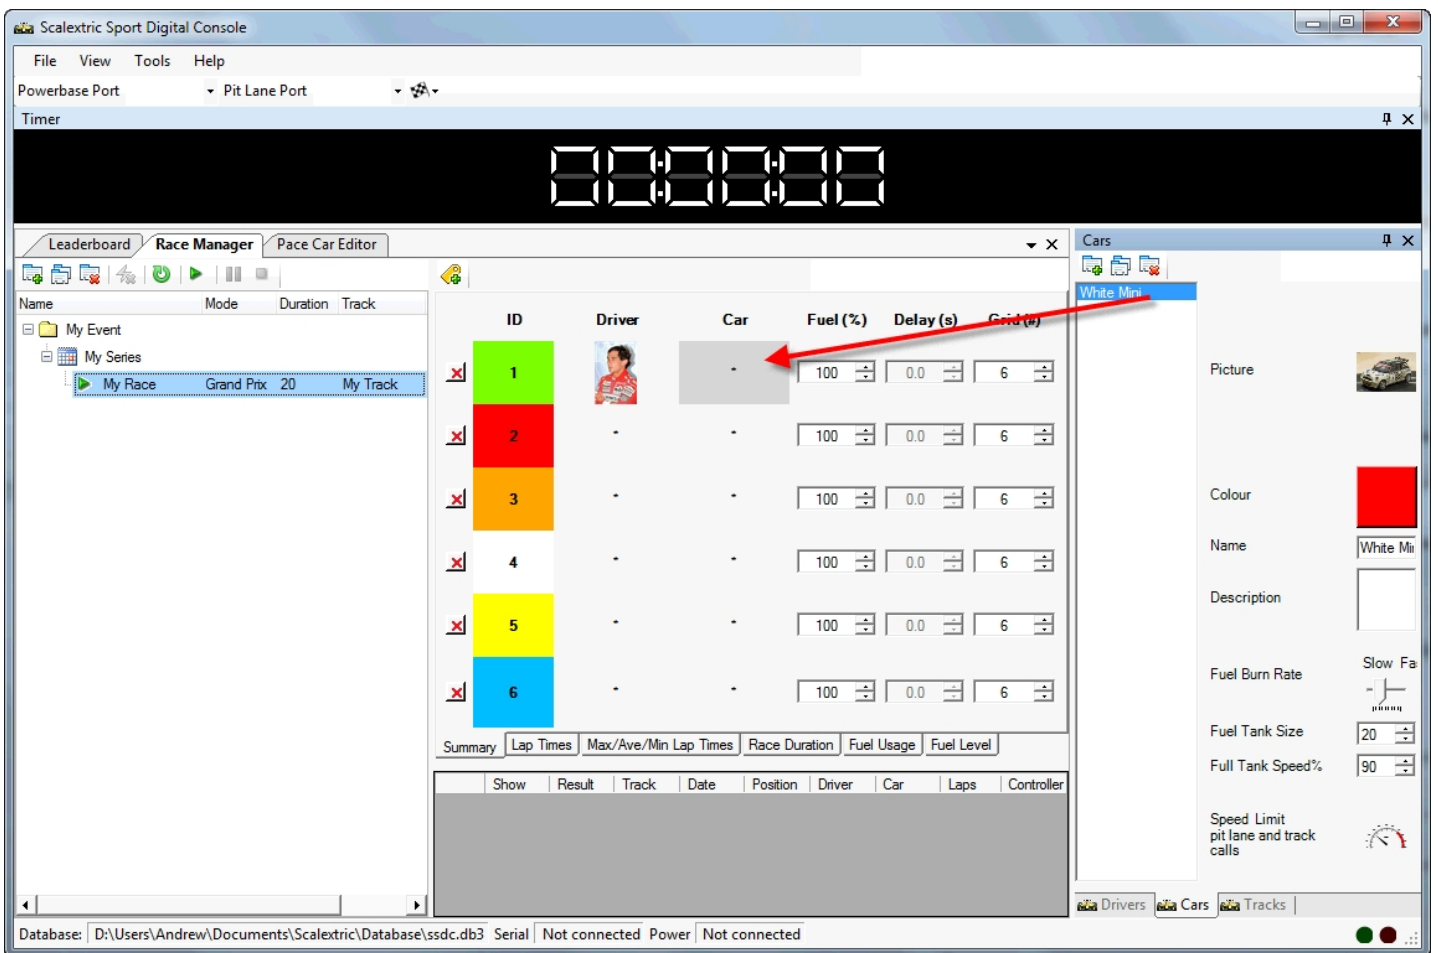 Scalextric Sport Digital Console
File View Tools Help
Powerbase Port Pit Lane Port
Timer
00:00:00
Leaderboard Race Manager Pace Car Editor
Cars
Name Mode Duration Track
White Mini
My Event
My Series
My Race Grand Prix 20 My Track
ID Driver Car Fuel (%) Delay (s) Grid (#)
1 - 100 0.0 6
2 - - 100 0.0 6
3 - - 100 0.0 6
4 - - 100 0.0 6
5 - - 100 0.0 6
6 - - 100 0.0 6
Picture
Colour
Name White Mi
Description
Fuel Burn Rate Slow Fa
Fuel Tank Size 20
Full Tank Speed% 90
Speed Limit
pit lane and track
calls
Summary Lap Times Max/Ave/Min Lap Times Race Duration Fuel Usage Fuel Level
Show Result Track Date Position Driver Car Laps Controller
Drivers Cars Tracks
Database: D:\Users\Andrew\Documents\Scalextric\Database\ssdc.db3 Serial Not connected Power Not connected